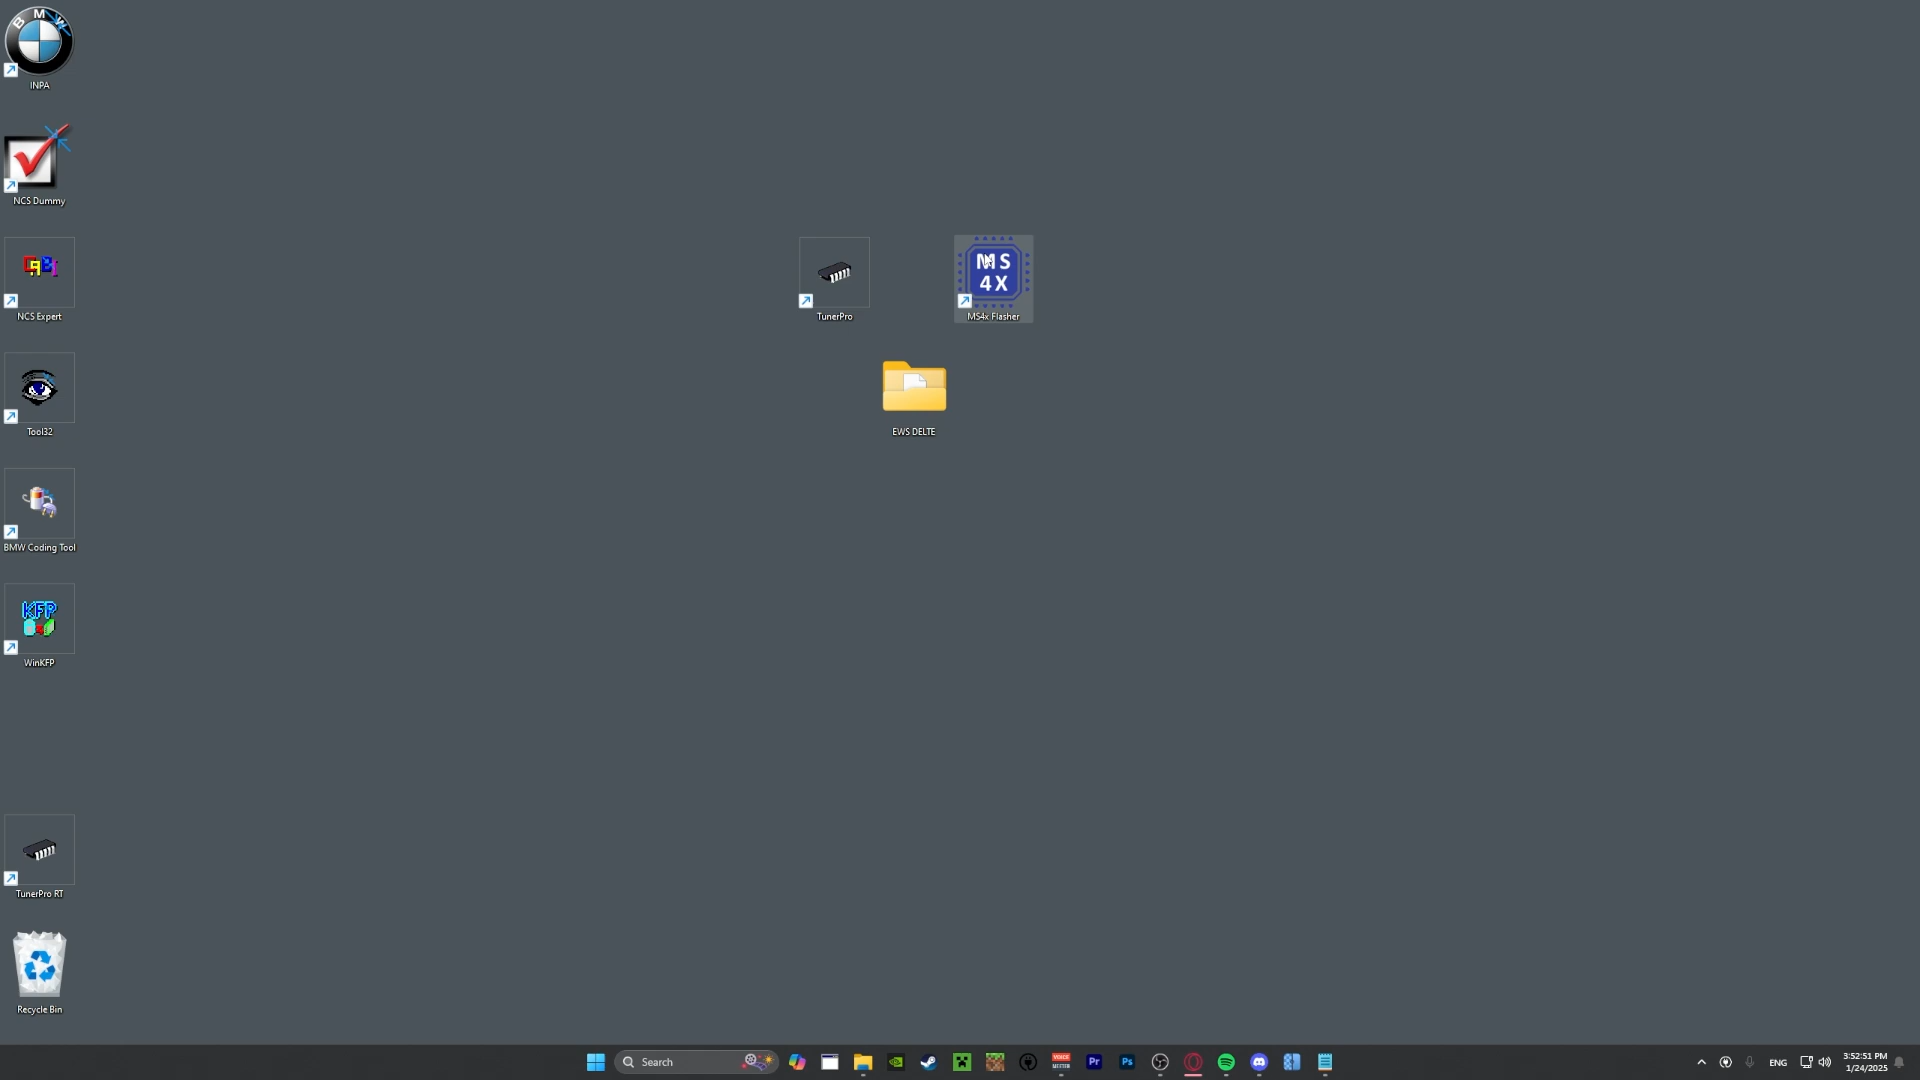 B M W
INPA
NCS Dummy
NCS Expert
Tool32
BMW Coding Tool
KFP
WinKFP
TunerPro RT
Recycle Bin
TunerPro
MS
4X
MS4x Flasher
EWS DELTE
Search
Pr
Ps
ENG
3:52:51 PM
1/24/2025